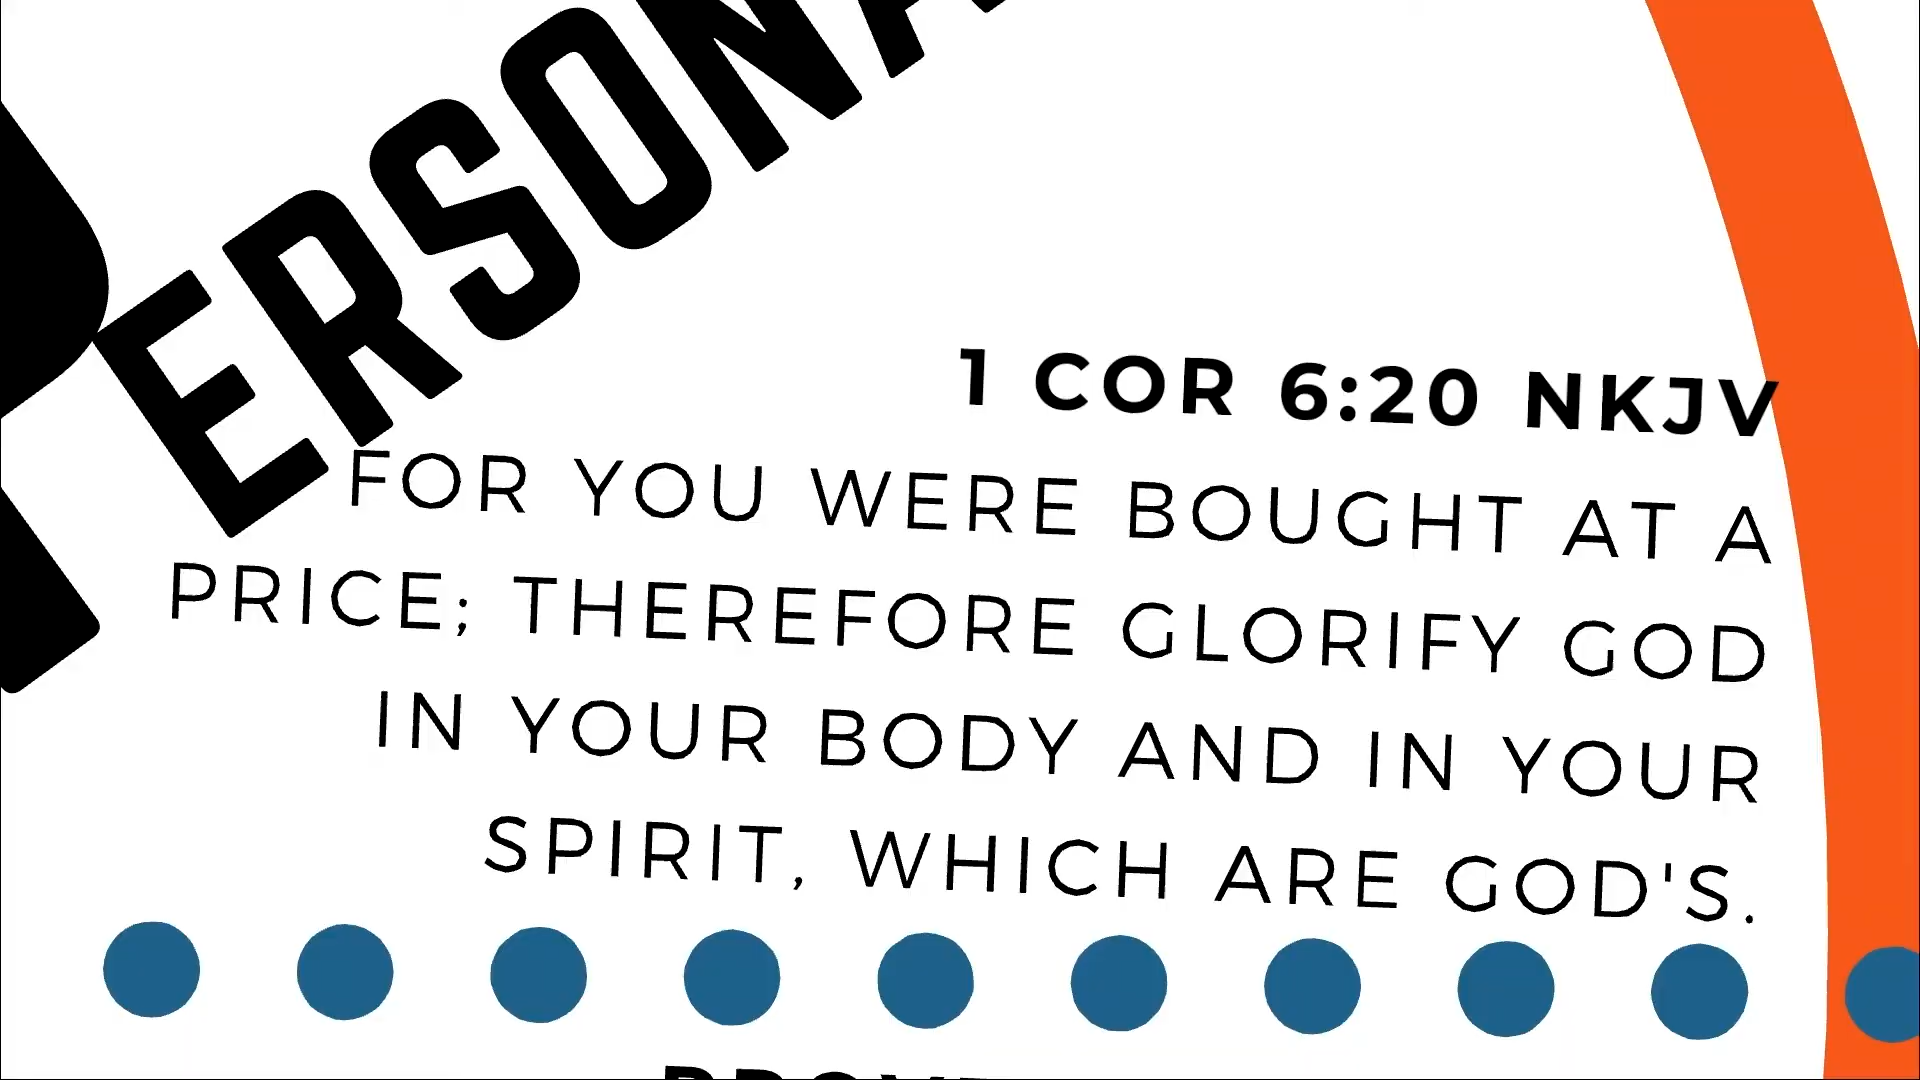 PERSONA
1 COR 6:20 NKJV
FOR YOU WERE BOUGHT AT A
PRICE; THEREFORE GLORIFY GOD
IN YOUR BODY AND IN YOUR
SPIRIT, WHICH ARE GOD'S.